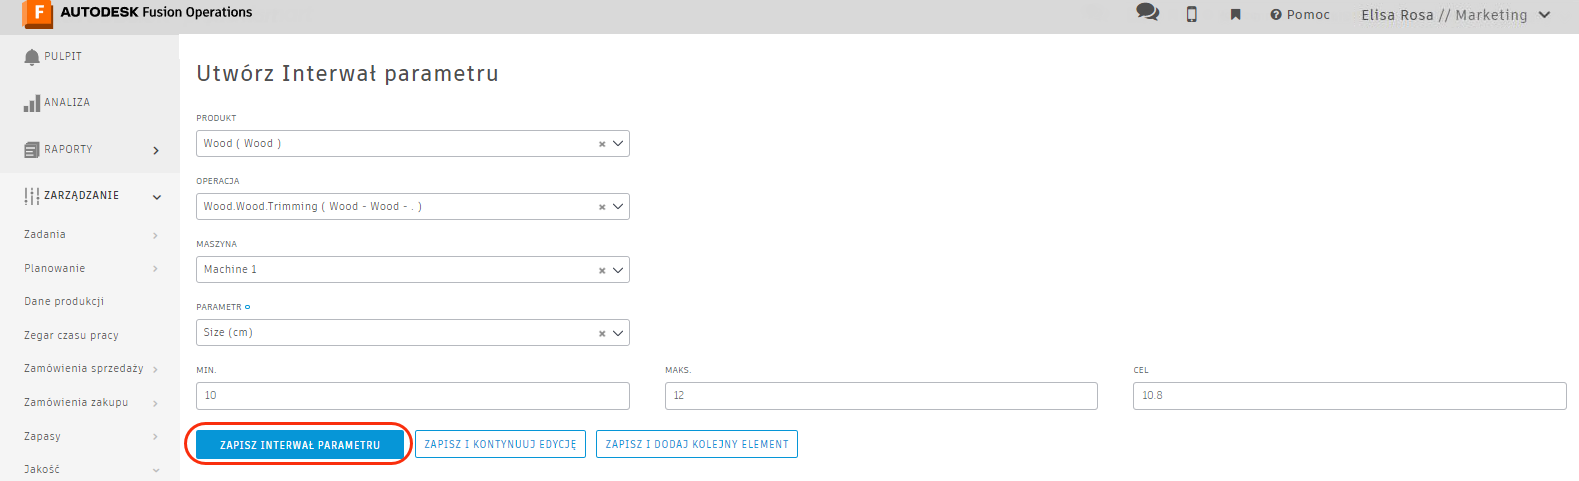 F AUTODESK Fusion Operations
Pomoc
Elisa Rosa // Marketing
PULPIT
ANALIZA
RAPORTY
ZARZĄDZANIE
Zadania
Planowanie
Dane produkcji
Zegar czasu pracy
Zamówienia sprzedaży
Zamówienia zakupu
Zapasy
Jakość
Utwórz Interwał parametru
PRODUKT
Wood ( Wood )
OPERACJA
Wood.Wood.Trimming ( Wood - Wood - . )
MASZYNA
Machine 1
PARAMETR
Size (cm)
MIN. MAKS. CEL
10 12 10.8
ZAPISZ INTERWAŁ PARAMETRU ZAPISZ I KONTYNUUJ EDYCJĘ ZAPISZ I DODAJ KOLEJNY ELEMENT